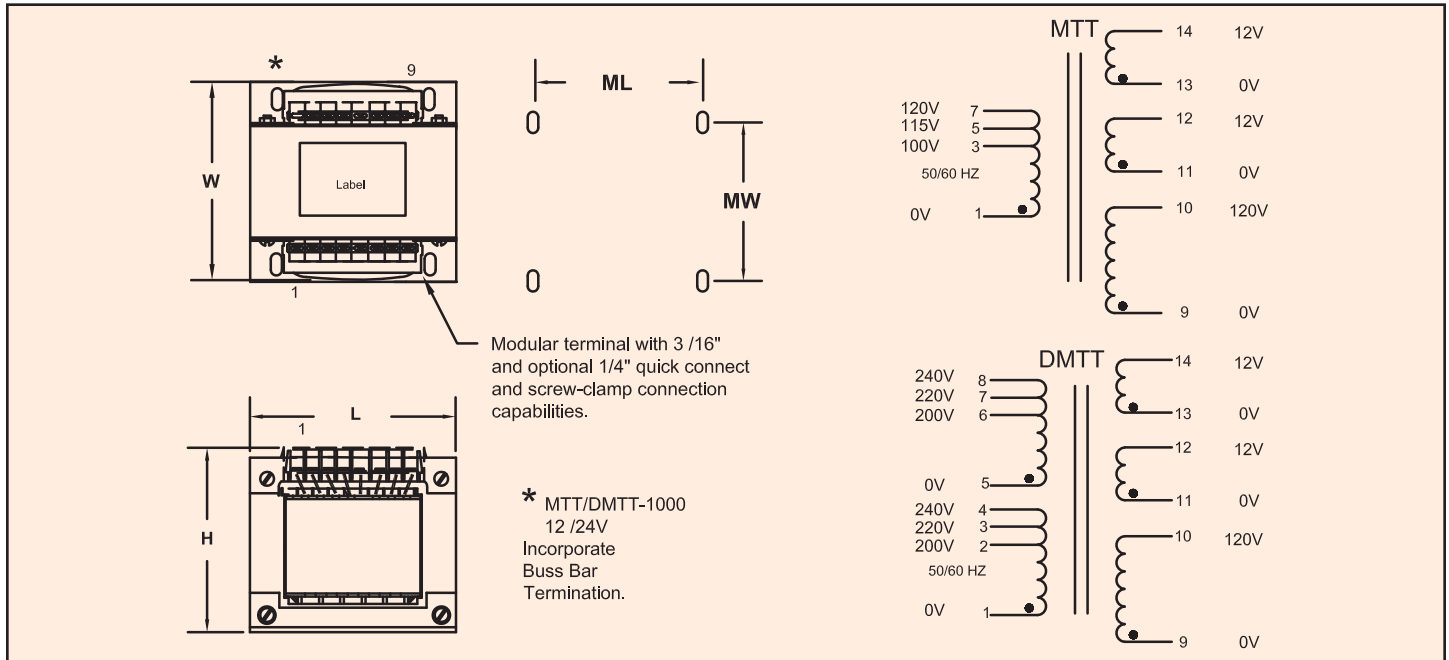 *
9
ML
W
Label
MW
1
Modular terminal with 3 /16"
and optional 1/4" quick connect
and screw-clamp connection
capabilities.
L
1
H
* MTT/DMTT-1000
12 /24V
Incorporate
Buss Bar
Termination.
MTT
120V 7
115V 5
100V 3
50/60 HZ
0V 1
14 12V
13 0V
12 12V
11 0V
10 120V
9 0V
DMTT
240V 8
220V 7
200V 6
0V 5
240V 4
220V 3
200V 2
50/60 HZ
0V 1
14 12V
13 0V
12 12V
11 0V
10 120V
9 0V